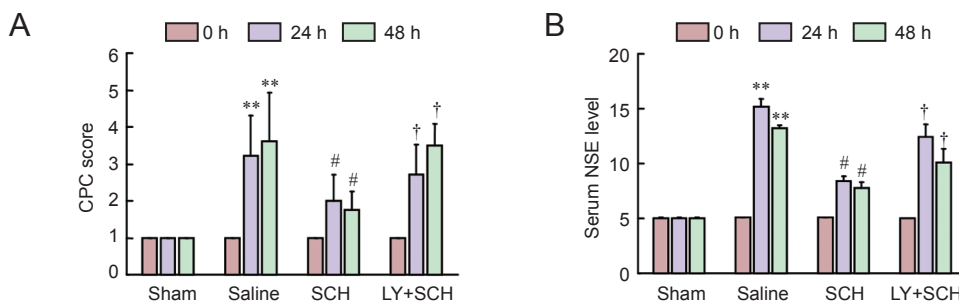 A
0 h 24 h 48 h
CPC score
6
5
4
3
2
1
0
** **
# #
† †
Sham Saline SCH LY+SCH
B
0 h 24 h 48 h
Serum NSE level
20
15
10
5
0
** **
# #
† †
Sham Saline SCH LY+SCH